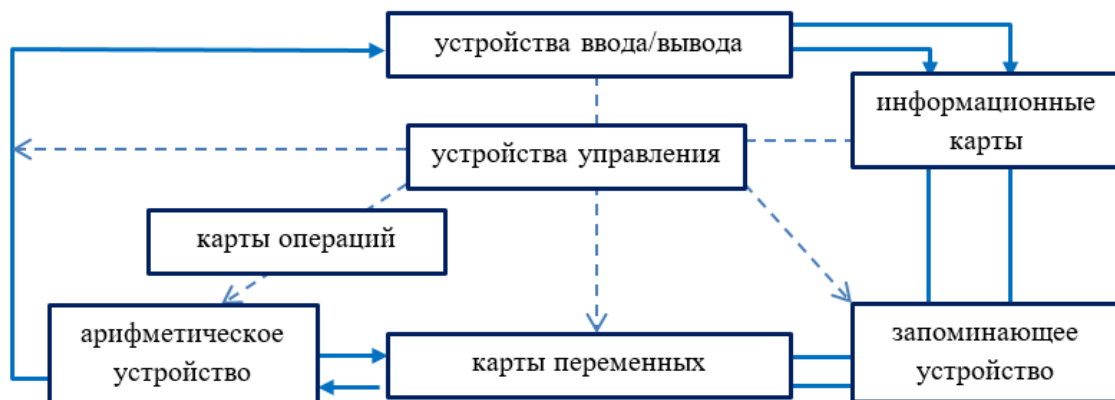 устройства ввода/вывода
информационные
карты
устройства управления
карты операций
арифметическое
устройство
карты переменных
запоминающее
устройство